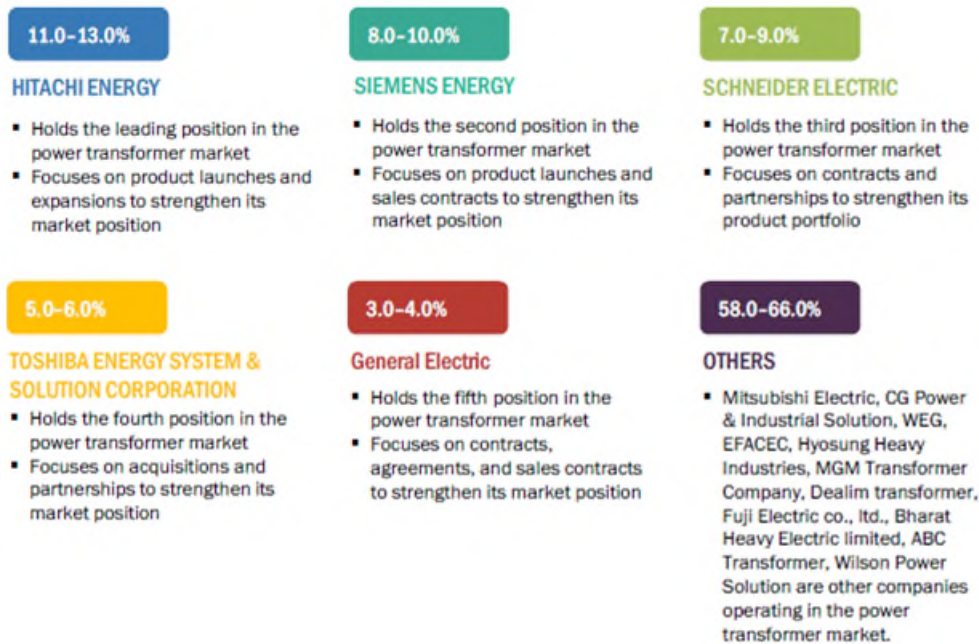 11.0–13.0%
HITACHI ENERGY
▪ Holds the leading position in the
power transformer market
▪ Focuses on product launches and
expansions to strengthen its
market position
8.0–10.0%
SIEMENS ENERGY
▪ Holds the second position in the
power transformer market
▪ Focuses on product launches and
sales contracts to strengthen its
market position
7.0–9.0%
SCHNEIDER ELECTRIC
▪ Holds the third position in the
power transformer market
▪ Focuses on contracts and
partnerships to strengthen its
product portfolio
5.0–6.0%
TOSHIBA ENERGY SYSTEM &
SOLUTION CORPORATION
▪ Holds the fourth position in the
power transformer market
▪ Focuses on acquisitions and
partnerships to strengthen its
market position
3.0–4.0%
General Electric
▪ Holds the fifth position in the
power transformer market
▪ Focuses on contracts,
agreements, and sales contracts
to strengthen its market position
58.0–66.0%
OTHERS
▪ Mitsubishi Electric, CG Power
& Industrial Solution, WEG,
EFACEC, Hyosung Heavy
Industries, MGM Transformer
Company, Dealim transformer,
Fuji Electric co., ltd., Bharat
Heavy Electric limited, ABC
Transformer, Wilson Power
Solution are other companies
operating in the power
transformer market.